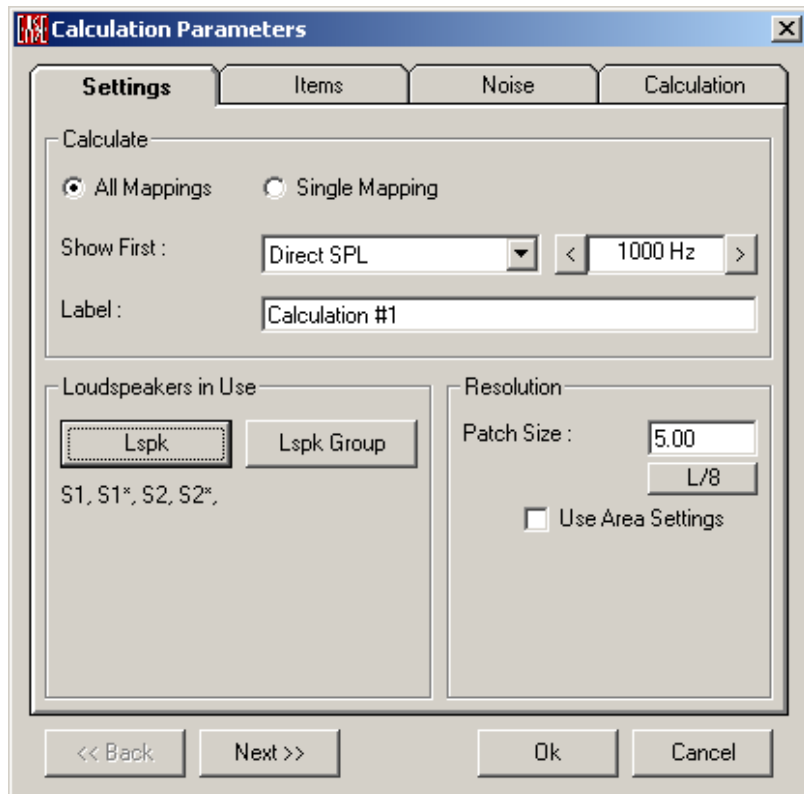 EASE Calculation Parameters
Settings Items Noise Calculation
Calculate
All Mappings Single Mapping
Show First : Direct SPL < 1000 Hz >
Label : Calculation #1
Loudspeakers in Use
Lspk Lspk Group
S1, S1*, S2, S2*,
Resolution
Patch Size : 5.00
L/8
Use Area Settings
<< Back Next >> Ok Cancel